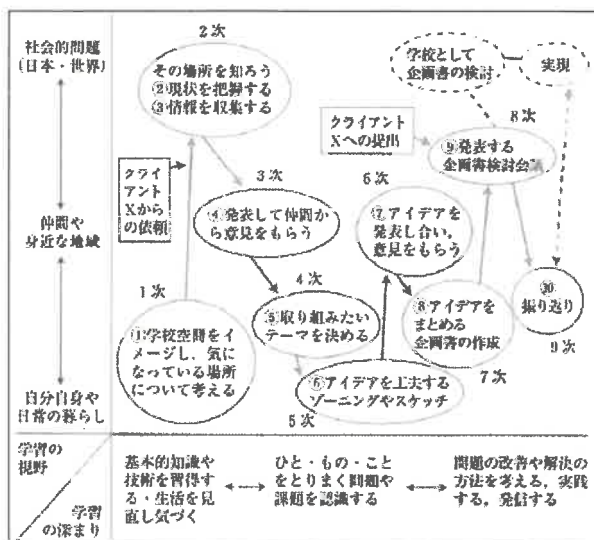 社会的問題
(日本・世界)
仲間や
身近な地域
自分自身や
日常の暮らし
2次
その場所を知ろう
②現状を把握する
③情報を収集する
クライ
アント
Xから
の依頼
1次
①学校空間をイ
メージし、気に
なっている場所
について考える
3次
④発表して仲間か
ら意見をもらう
4次
⑤取り組みたい
テーマを決める
5次
⑥アイデアを工夫する
ゾーニングやスケッチ
6次
⑦アイデアを
発表し合い,
意見をもらう
⑧アイデアを
まとめる
企画書の作成
7次
クライアント
Xへの提出
学校として
企画書の検討
実現
8次
⑨発表する
企画書検討会
⑩
振り返り
9次
学習の
視野
学習
の深まり
基本的知識や
技術を習得す
る・生活を見
直し気づく
ひと・もの・こと
をとりまく問題や
課題を認識する
問題の改善や解決の
方法を考える,実践
する,発信する